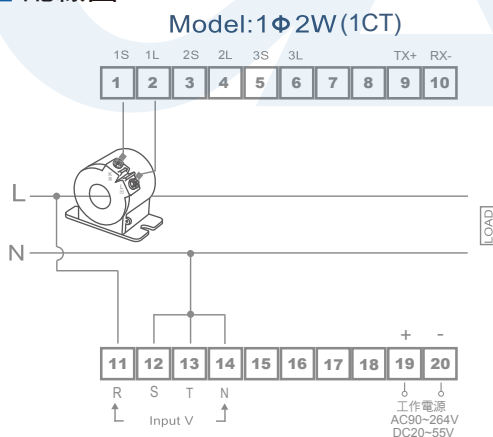 Model:1Φ2W(1CT)
1S 1L 2S 2L 3S 3L TX+ RX-
1 2 3 4 5 6 7 8 9 10
L
LOAD
N
+ -
11 12 13 14 15 16 17 18 19 20
R S T N
Input V
工作電源
AC90~264V
DC20~55V